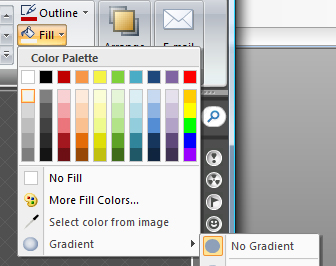 Outline
Fill
Arrange
E-mail
Color Palette
No Fill
More Fill Colors...
Select color from image
Gradient
No Gradient